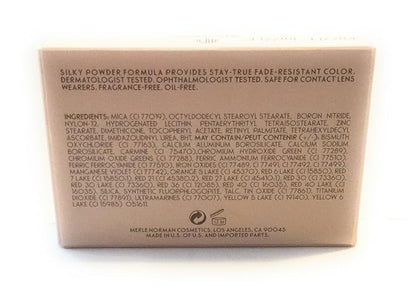 SILKY POWDER FORMULA PROVIDES STAY-TRUE FADE-RESISTANT COLOR.
DERMATOLOGIST TESTED. OPHTHALMOLOGIST TESTED. SAFE FOR CONTACT LENS
WEARERS. FRAGRANCE-FREE. OIL-FREE.
INGREDIENTS: MICA (CI 77019), OCTYLDODECYL STEAROYL STEARATE, BORON NITRIDE,
NYLON-12, HYDROGENATED LECITHIN, PENTAERYTHRITYL TETRAISOSTEARATE, ZINC
STEARATE, DIMETHICONE, TOCOPHERYL ACETATE, RETINYL PALMITATE, TETRAHEXYLDECYL
ASCORBATE, IMIDAZOLIDINYL UREA, BHT. MAY CONTAIN/PEUT CONTENIR (+/-): BISMUTH
OXYCHLORIDE (CI 77163), CALCIUM ALUMINUM BOROSILICATE, CALCIUM SODIUM
BOROSILICATE, CARMINE (CI 75470), CHROMIUM HYDROXIDE GREEN (CI 77289),
CHROMIUM OXIDE GREENS (CI 77288), FERRIC AMMONIUM FERROCYANIDE (CI 77510),
FERRIC FERROCYANIDE (CI 77510), IRON OXIDES (CI 77489, CI 77491, CI 77492, CI 77499),
MANGANESE VIOLET (CI 77742), ORANGE 5 LAKE (CI 45370), RED 6 LAKE (CI 15850), RED
7 LAKE (CI 15850), RED 21 LAKE (CI 45380), RED 27 LAKE (CI 45410), RED 28 LAKE (CI 45410),
RED 30 LAKE (CI 73360), RED 36 (CI 12085), RED 40 (CI 16035), RED 40 LAKE (CI
16035), SILICA, SYNTHETIC FLUORPHLOGOPITE, TALC, TIN OXIDE (CI 77861), TITANIUM
DIOXIDE (CI 77891), ULTRAMARINES (CI 77007), YELLOW 5 LAKE (CI 19140), YELLOW 6
LAKE (CI 15985)
MERLE NORMAN COSMETICS, LOS ANGELES, CA 90045
MADE IN U.S. OF U.S. AND IMPORTED PARTS.